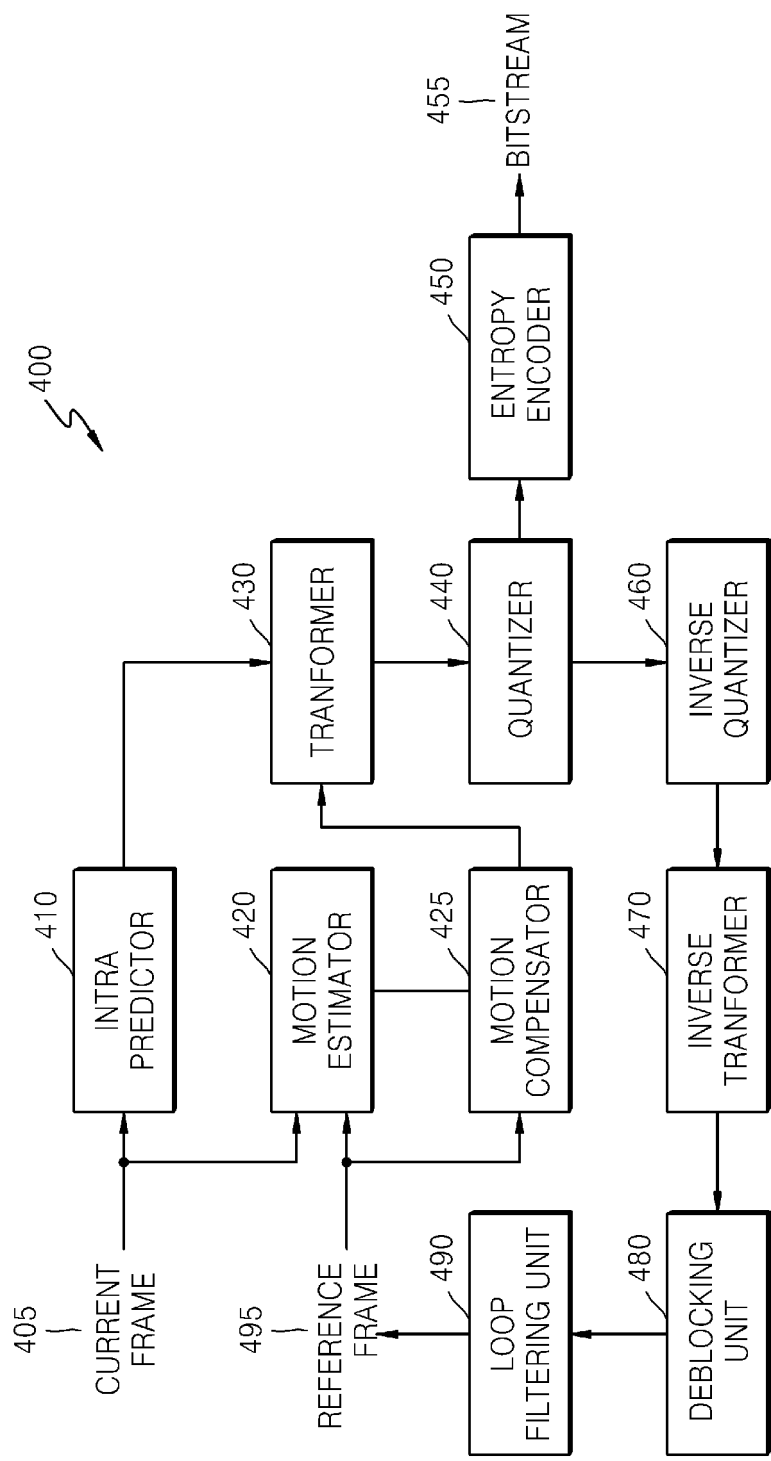 400
405
CURRENT
FRAME
410
INTRA
PREDICTOR
430
TRANFORMER
495
REFERENCE
FRAME
420
MOTION
ESTIMATOR
440
QUANTIZER
450
ENTROPY
ENCODER
455
BITSTREAM
490
LOOP
FILTERING UNIT
425
MOTION
COMPENSATOR
460
INVERSE
QUANTIZER
480
DEBLOCKING
UNIT
470
INVERSE
TRANFORMER